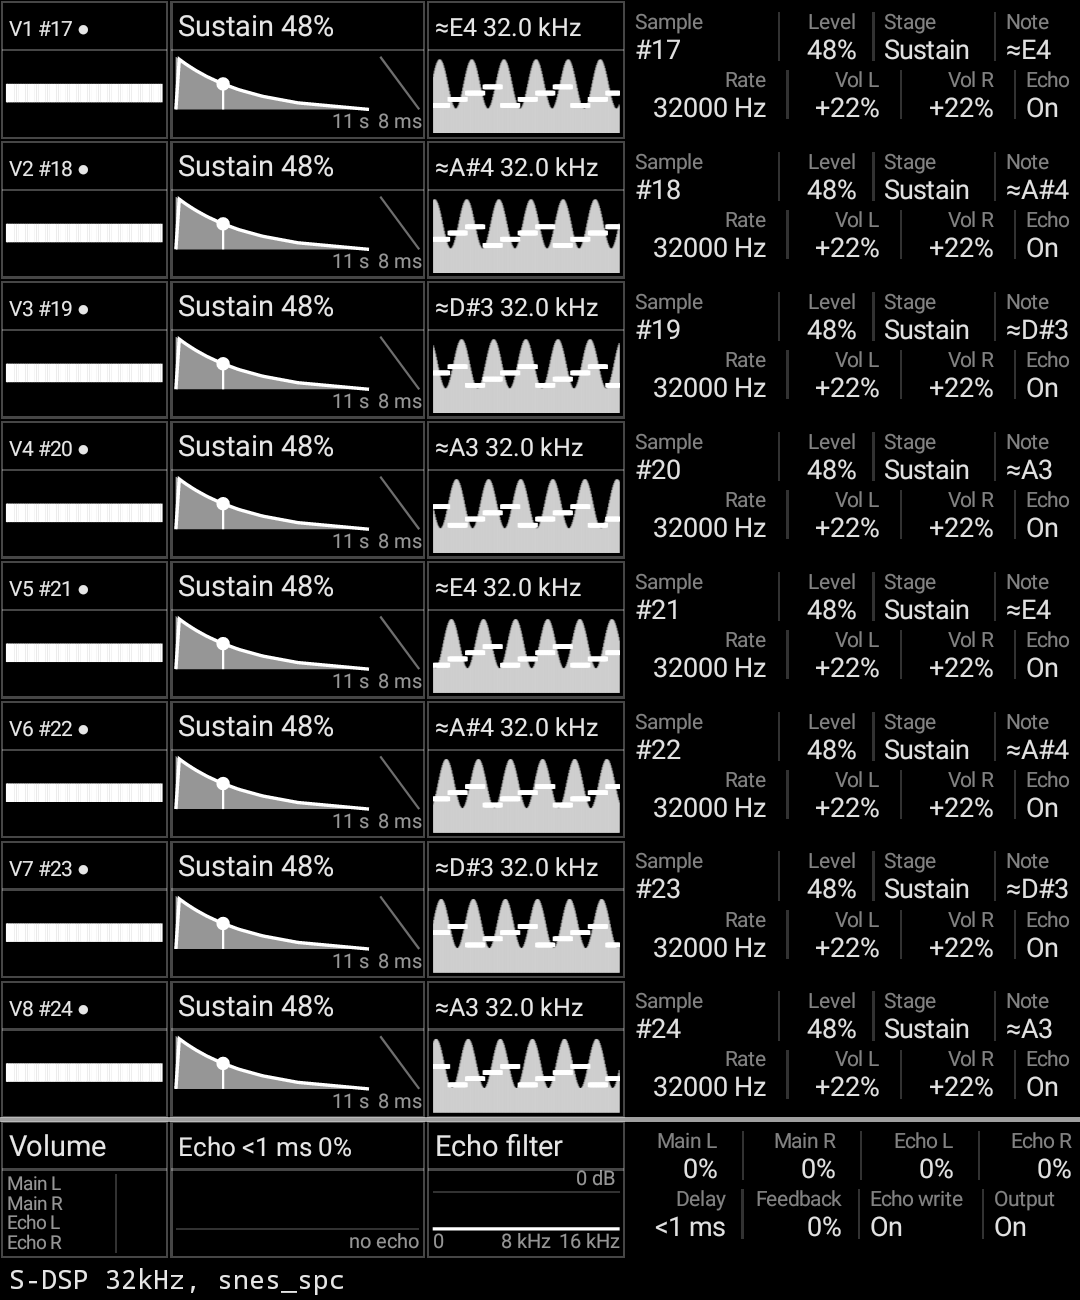 V1 #17 ● Sustain 48% ≈E4 32.0 kHz Sample Level Stage Note
#17 48% Sustain ≈E4
Rate Vol L Vol R Echo
11 s 8 ms 32000 Hz +22% +22% On
V2 #18 ● Sustain 48% ≈A#4 32.0 kHz Sample Level Stage Note
#18 48% Sustain ≈A#4
Rate Vol L Vol R Echo
11 s 8 ms 32000 Hz +22% +22% On
V3 #19 ● Sustain 48% ≈D#3 32.0 kHz Sample Level Stage Note
#19 48% Sustain ≈D#3
Rate Vol L Vol R Echo
11 s 8 ms 32000 Hz +22% +22% On
V4 #20 ● Sustain 48% ≈A3 32.0 kHz Sample Level Stage Note
#20 48% Sustain ≈A3
Rate Vol L Vol R Echo
11 s 8 ms 32000 Hz +22% +22% On
V5 #21 ● Sustain 48% ≈E4 32.0 kHz Sample Level Stage Note
#21 48% Sustain ≈E4
Rate Vol L Vol R Echo
11 s 8 ms 32000 Hz +22% +22% On
V6 #22 ● Sustain 48% ≈A#4 32.0 kHz Sample Level Stage Note
#22 48% Sustain ≈A#4
Rate Vol L Vol R Echo
11 s 8 ms 32000 Hz +22% +22% On
V7 #23 ● Sustain 48% ≈D#3 32.0 kHz Sample Level Stage Note
#23 48% Sustain ≈D#3
Rate Vol L Vol R Echo
11 s 8 ms 32000 Hz +22% +22% On
V8 #24 ● Sustain 48% ≈A3 32.0 kHz Sample Level Stage Note
#24 48% Sustain ≈A3
Rate Vol L Vol R Echo
11 s 8 ms 32000 Hz +22% +22% On
Volume Echo <1 ms 0% Echo filter Main L Main R Echo L Echo R
0% 0% 0% 0%
Main L 0 dB
Main R Delay Feedback Echo write Output
Echo L <1 ms 0% On On
Echo R no echo 0 8 kHz 16 kHz
S-DSP 32kHz, snes_spc